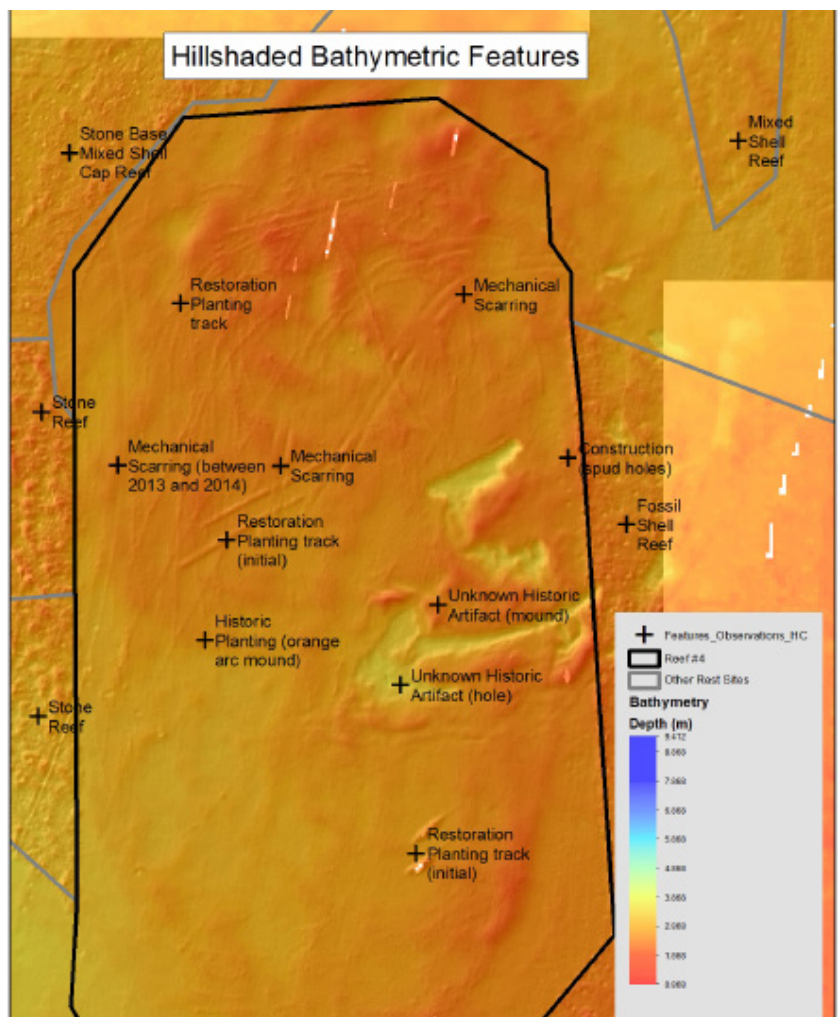 Hillshaded Bathymetric Features
Stone Base
Mixed Shell
Cap Reef
Mixed
Shell
Reef
Restoration
Planting
track
Mechanical
Scarring
Stone
Reef
Mechanical
Scarring (between
2013 and 2014)
Mechanical
Scarring
Construction
(spud holes)
Restoration
Planting track
(initial)
Fossil
Shell
Reef
Unknown Historic
Artifact (mound)
Historic
Planting (orange
arc mound)
Unknown Historic
Artifact (hole)
Stone
Reef
Restoration
Planting track
(initial)
Features_Observations_HC
Reef #4
Other Rest Sites
Bathymetry
Depth (m)